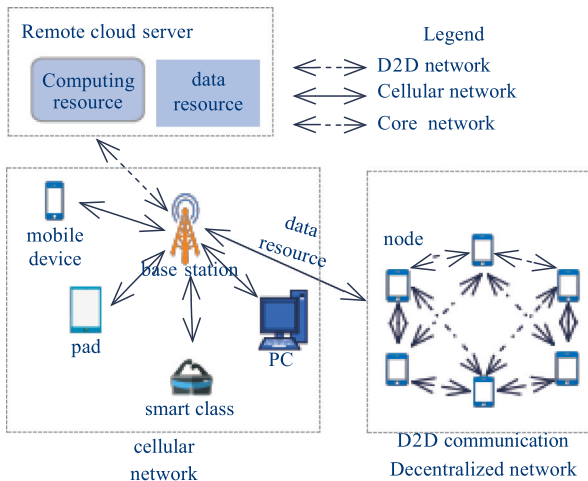 Remote cloud server
Computing
resource
data
resource
Legend
D2D network
Cellular network
Core network
mobile
device
base station
pad
PC
smart class
cellular
network
data
resource
node
D2D communication
Decentralized network